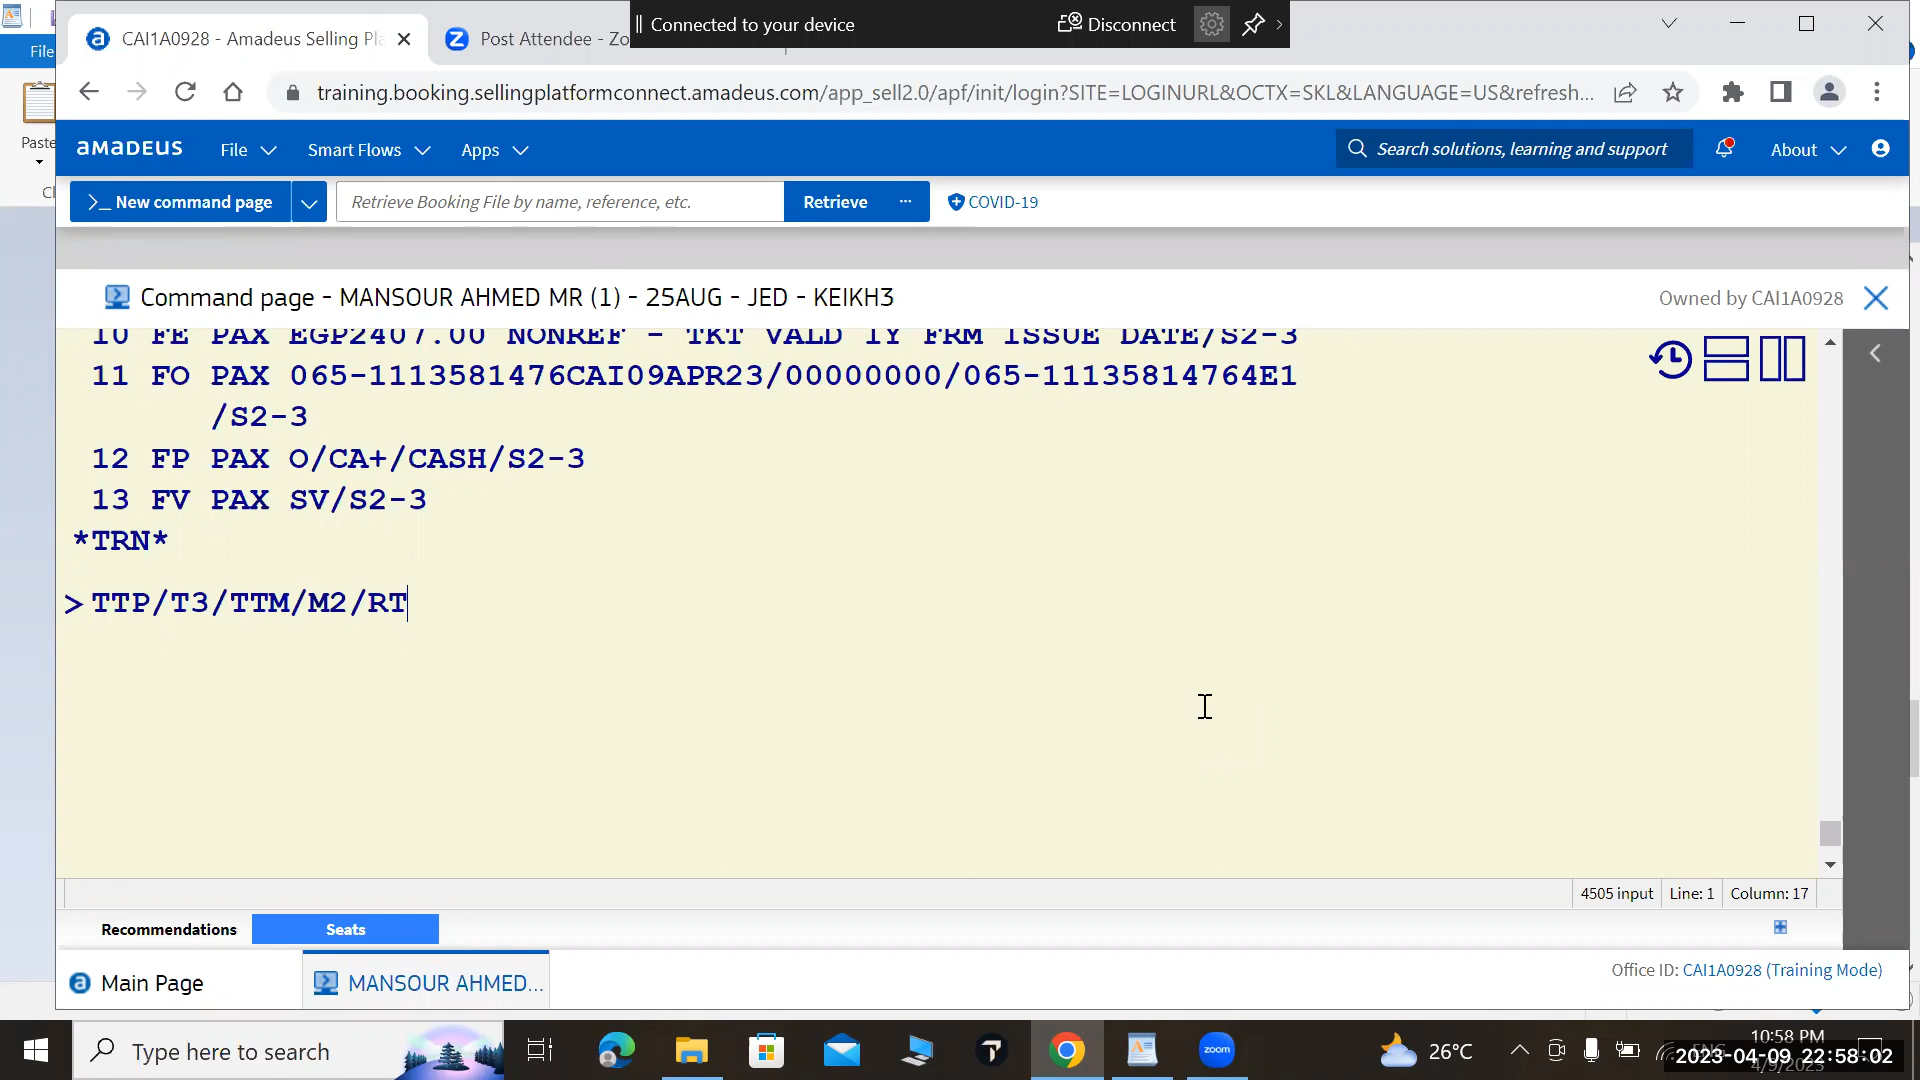 File
CAI1A0928 - Amadeus Selling Pla
Post Attendee - Zo
Connected to your device
Disconnect
training.booking.sellingplatformconnect.amadeus.com/app_sell2.0/apf/init/login?SITE=LOGINURL&OCTX=SKL&LANGUAGE=US&refresh...
Paste
amadeus
File
Smart Flows
Apps
Search solutions, learning and support
About
Cl
>_ New command page
Retrieve Booking File by name, reference, etc.
Retrieve
...
COVID-19
Command page - MANSOUR AHMED MR (1) - 25AUG - JED - KEIKH3
Owned by CAI1A0928
10 FE PAX EGP2407.00 NONREF - TKT VALD 1Y FRM ISSUE DATE/S2-3
11 FO PAX 065-1113581476CAI09APR23/00000000/065-11135814764E1
/S2-3
12 FP PAX O/CA+/CASH/S2-3
13 FV PAX SV/S2-3
*TRN*
> TTP/T3/TTM/M2/RT
4505 input
Line: 1
Column: 17
Recommendations
Seats
Main Page
MANSOUR AHMED...
Office ID: CAI1A0928 (Training Mode)
Type here to search
zoom
26°C
10:58 PM
2023-04-09 22:58:02